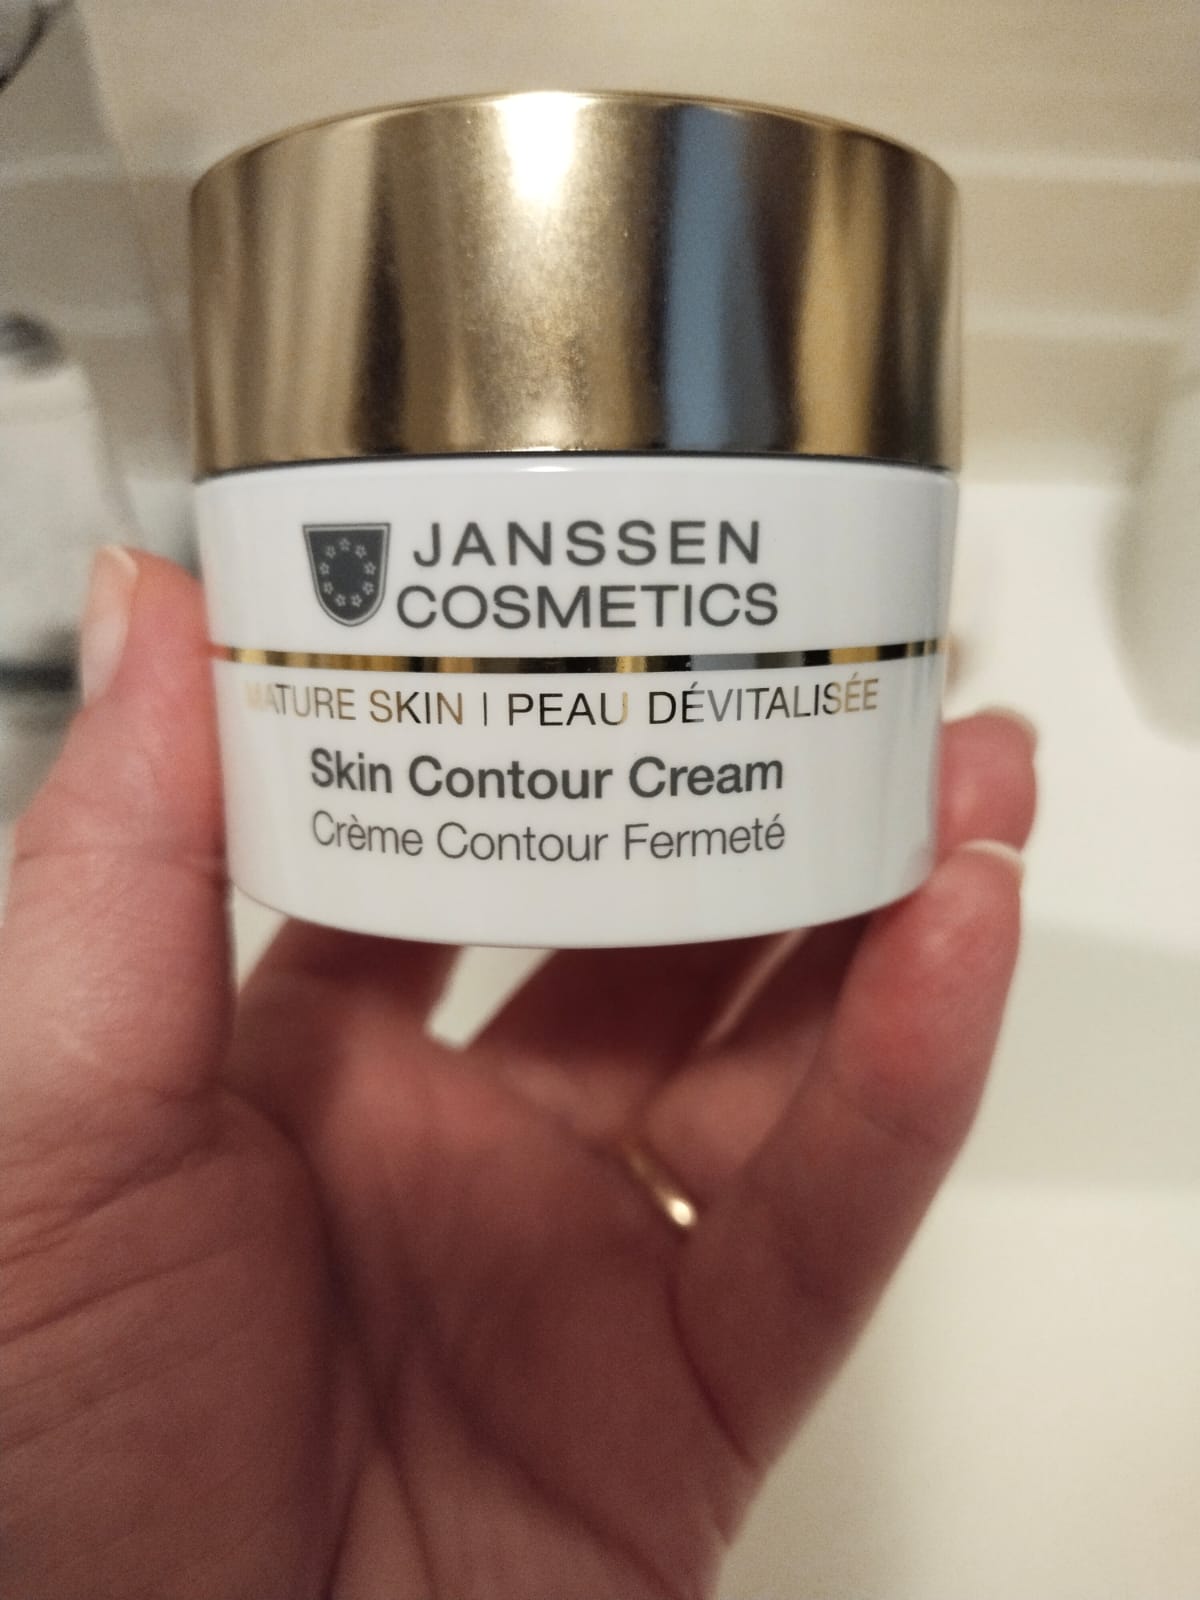 JANSSEN
COSMETICS
MATURE SKIN | PEAU DÉVITALISÉE
Skin Contour Cream
Crème Contour Fermeté